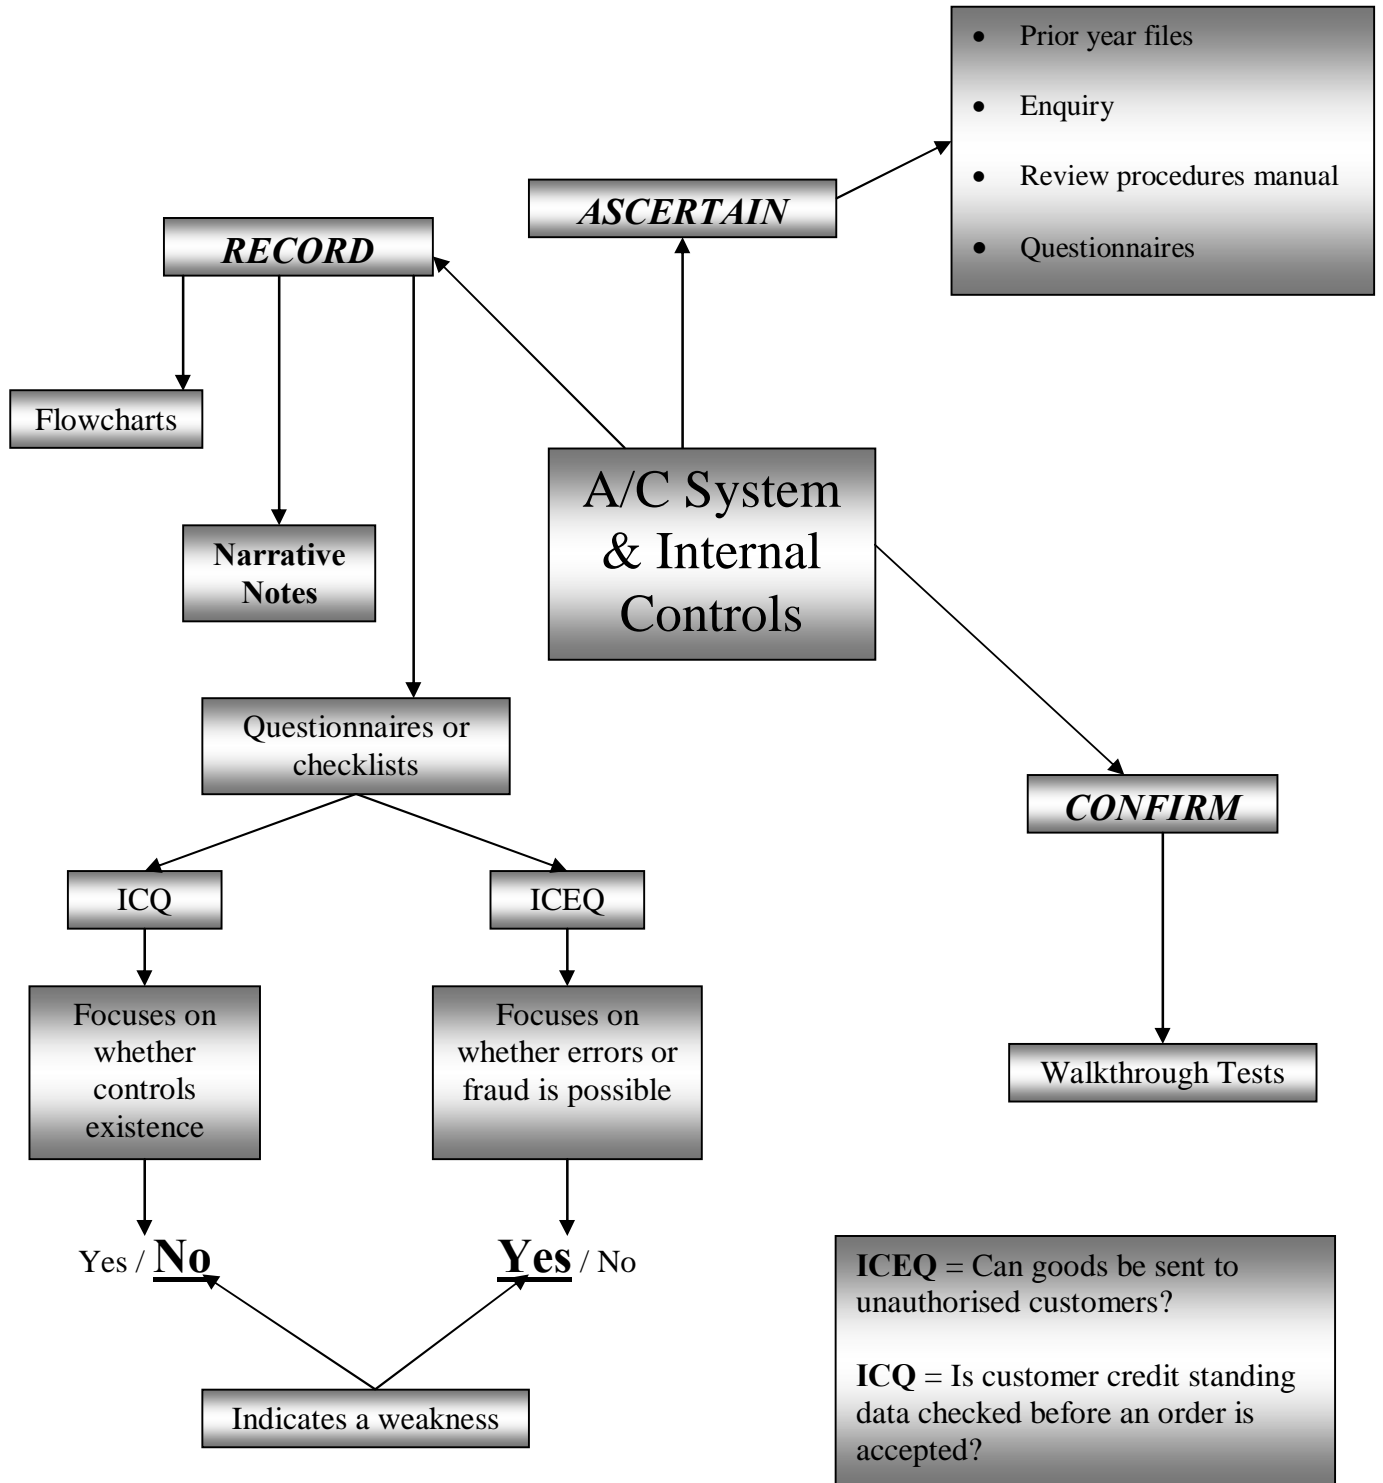 • Prior year files
• Enquiry
• Review procedures manual
• Questionnaires
ASCERTAIN
RECORD
Flowcharts
Narrative
Notes
A/C System
& Internal
Controls
Questionnaires or
checklists
CONFIRM
ICQ
ICEQ
Focuses on
whether
controls
existence
Focuses on
whether errors or
fraud is possible
Walkthrough Tests
Yes / No
Yes / No
Indicates a weakness
ICEQ = Can goods be sent to
unauthorised customers?
ICQ = Is customer credit standing
data checked before an order is
accepted?